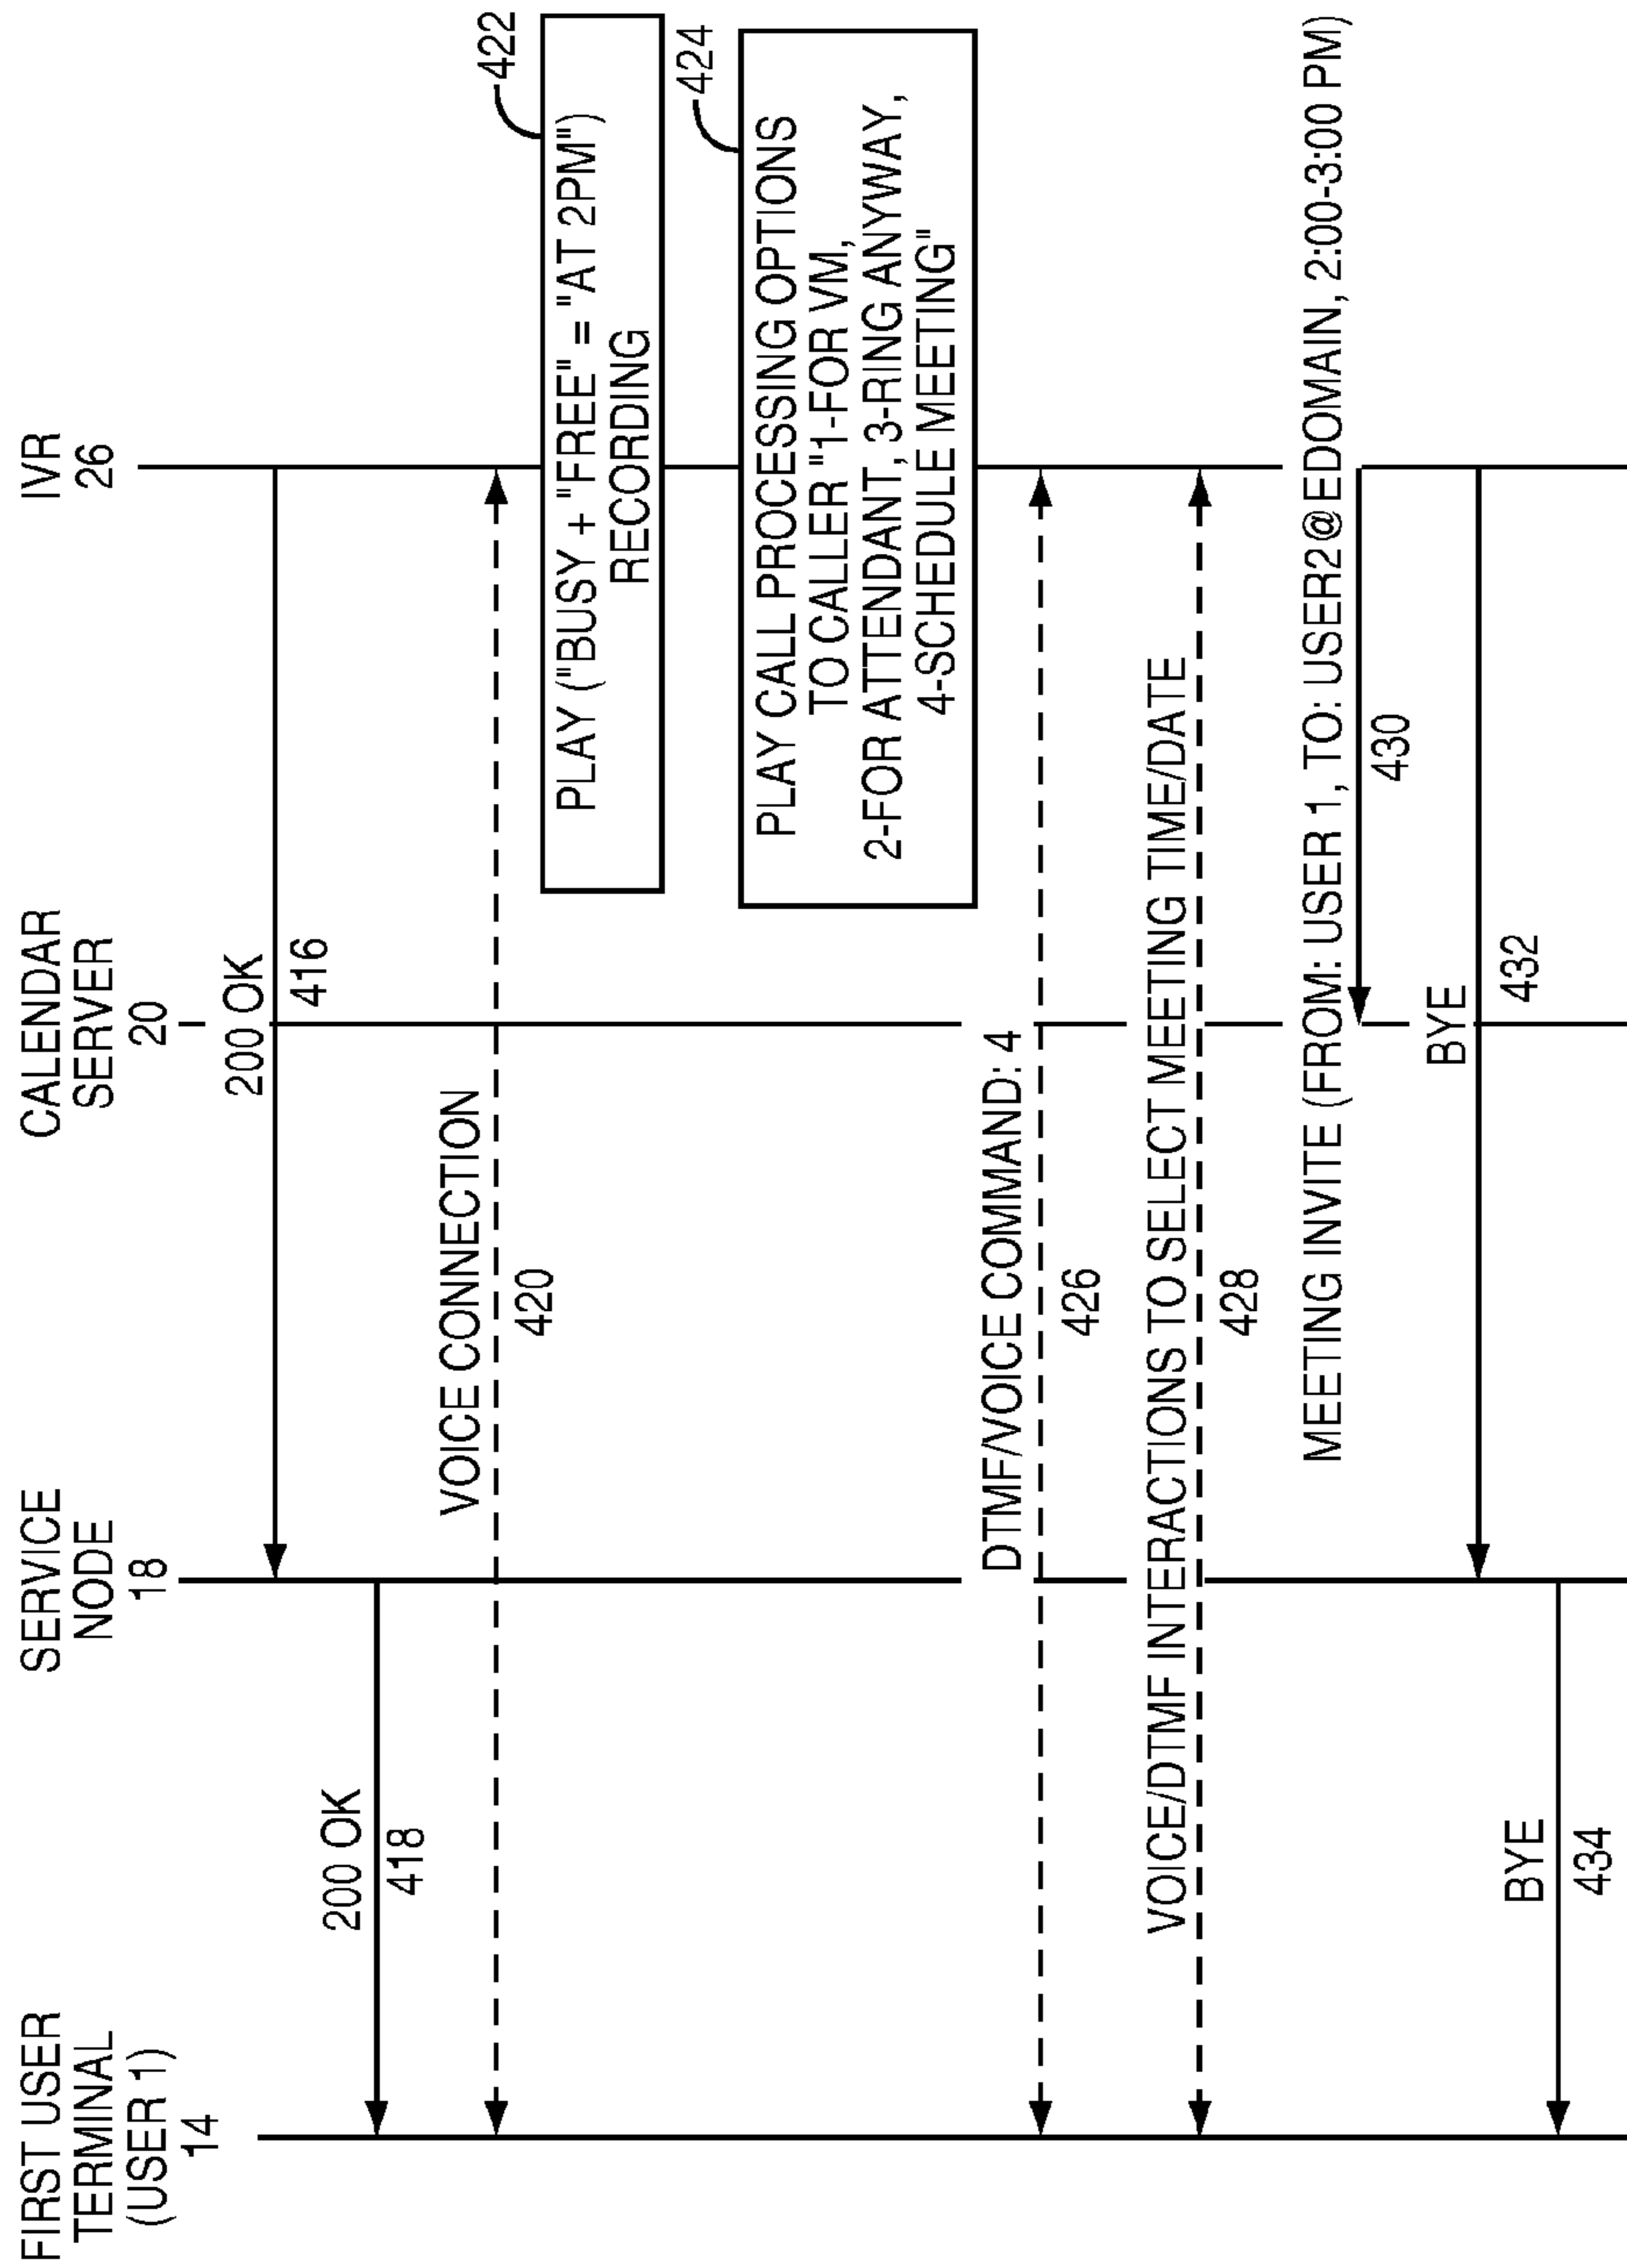 FIRST USER
TERMINAL
(USER 1)
14
SERVICE
NODE
18
CALENDAR
SERVER
20
IVR
26
200 OK
416
200 OK
418
VOICE CONNECTION
420
PLAY ("BUSY + "FREE" = "AT 2PM")
RECORDING
422
PLAY CALL PROCESSING OPTIONS
TO CALLER "1-FOR VM,
2-FOR ATTENDANT, 3-RING ANYWAY,
4-SCHEDULE MEETING"
424
DTMF/VOICE COMMAND: 4
426
VOICE/DTMF INTERACTIONS TO SELECT MEETING TIME/DATE
428
MEETING INVITE (FROM: USER 1, TO: USER2@EDOMAIN, 2:00-3:00 PM)
430
BYE
432
BYE
434